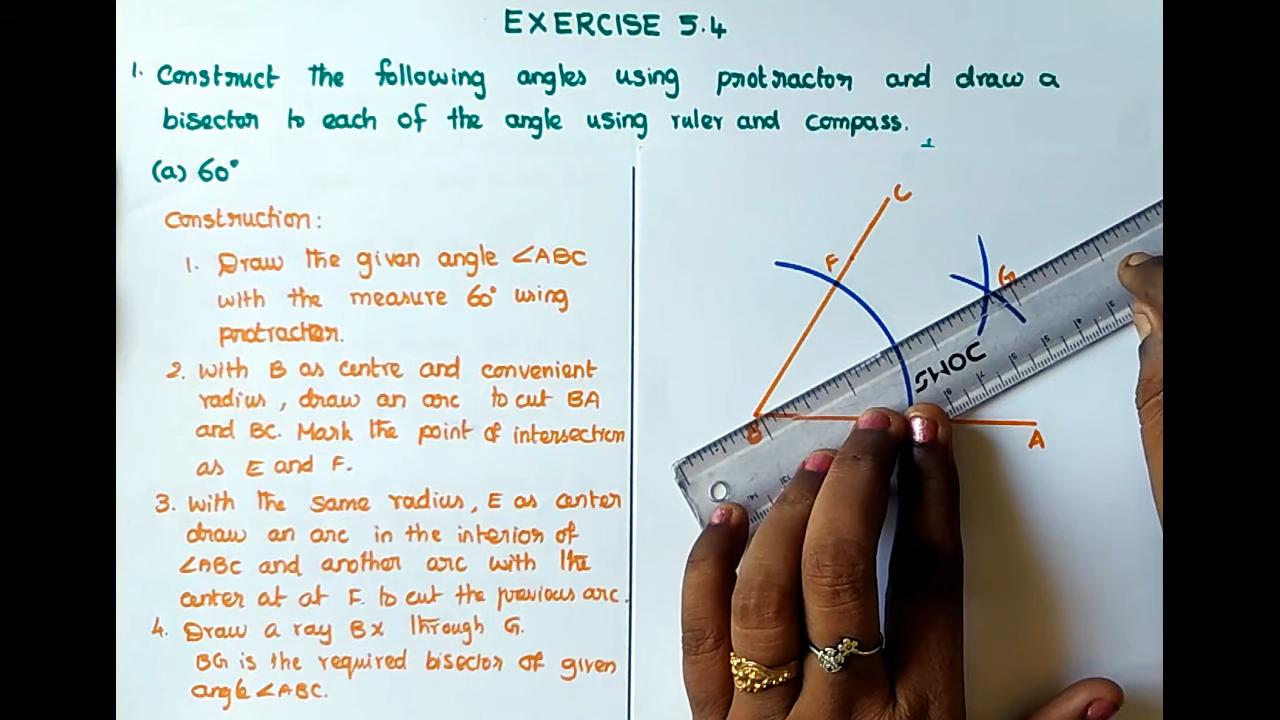 EXERCISE 5.4
1. Construct the following angles using protractor and draw a
bisector to each of the angle using ruler and compass.
(a) 60°
Construction:
1. Draw the given angle ∠ABC
with the measure 60° using
protracter.
2. With B as centre and convenient
radius, draw an arc to cut BA
and BC. Mark the point of intersection
as E and F.
3. With the same radius, E as center
draw an arc in the interior of
∠ABC and another arc with the
center at at F. to cut the previous arc.
4. Draw a ray BX through G.
BG is the required bisector of given
angle ∠ABC.
C
F
G
B
A